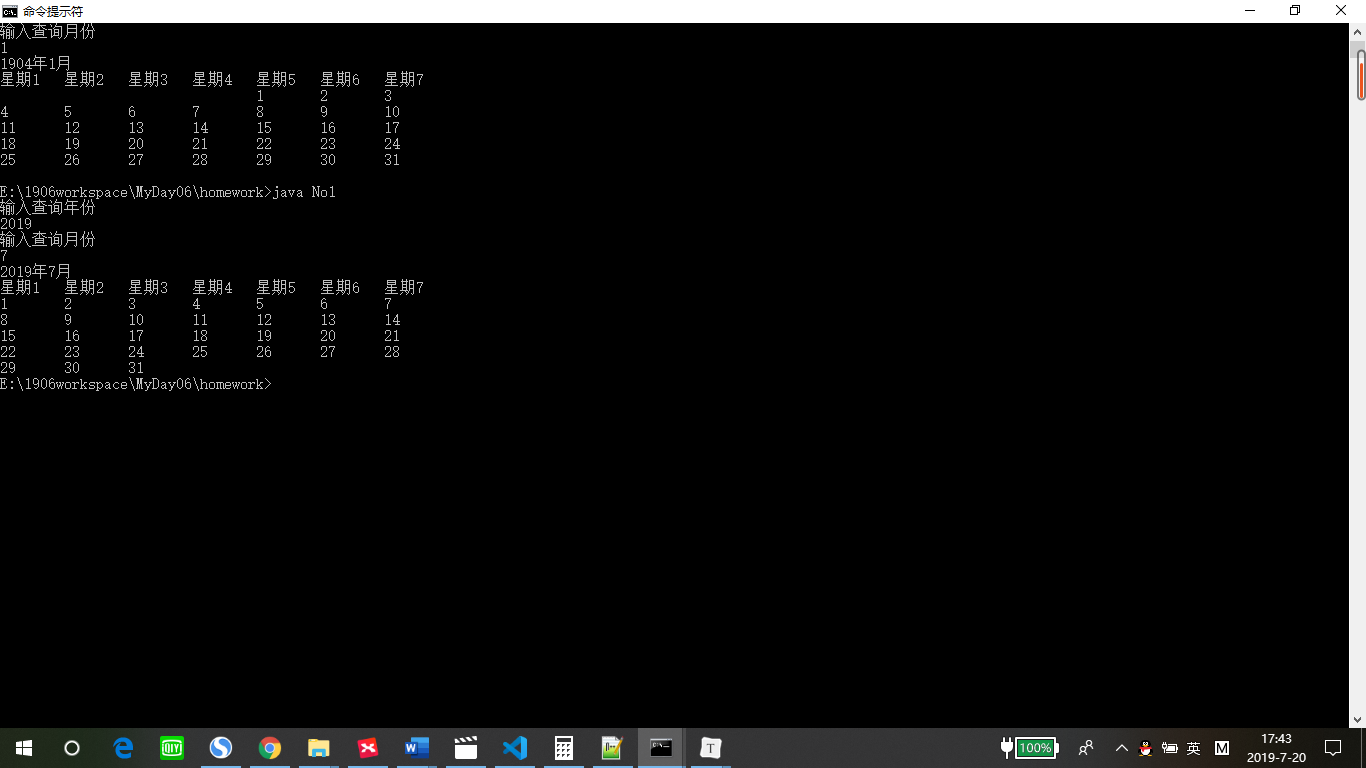 命令提示符
输入查询月份
1
1904年1月
星期1 星期2 星期3 星期4 星期5 星期6 星期7
1 2 3
4 5 6 7 8 9 10
11 12 13 14 15 16 17
18 19 20 21 22 23 24
25 26 27 28 29 30 31
E:\1906workspace\MyDay06\homework>java No1
输入查询年份
2019
输入查询月份
7
2019年7月
星期1 星期2 星期3 星期4 星期5 星期6 星期7
1 2 3 4 5 6 7
8 9 10 11 12 13 14
15 16 17 18 19 20 21
22 23 24 25 26 27 28
29 30 31
E:\1906workspace\MyDay06\homework>
QIY
T
100%
英
M
17:43
2019-7-20